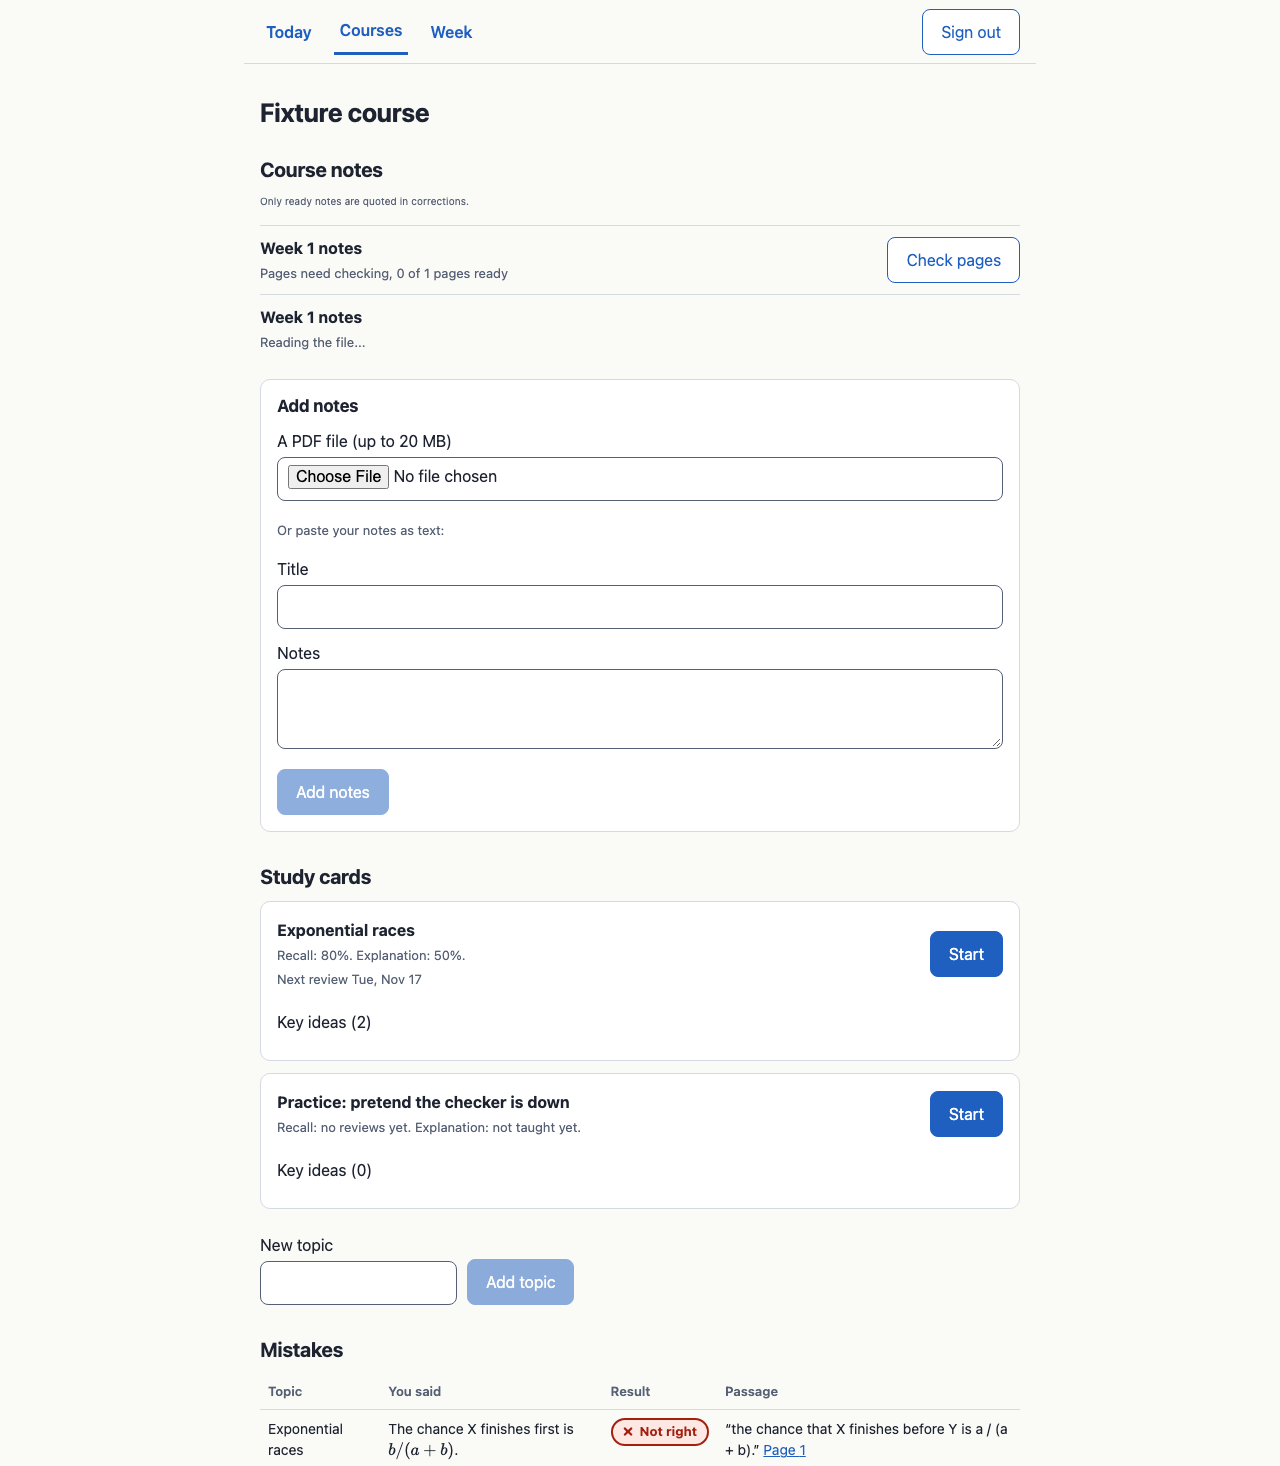 Today Courses Week Sign out
Fixture course
Course notes
Only ready notes are quoted in corrections.
Week 1 notes
Pages need checking, 0 of 1 pages ready
Check pages
Week 1 notes
Reading the file...
Add notes
A PDF file (up to 20 MB)
Choose File No file chosen
Or paste your notes as text:
Title
Notes
Add notes
Study cards
Exponential races
Recall: 80%. Explanation: 50%.
Next review Tue, Nov 17
Start
Key ideas (2)
Practice: pretend the checker is down
Recall: no reviews yet. Explanation: not taught yet.
Start
Key ideas (0)
New topic
Add topic
Mistakes
Topic You said Result Passage
Exponential races
The chance X finishes first is
b/(a + b).
✕ Not right
“the chance that X finishes before Y is a / (a
+ b).” Page 1